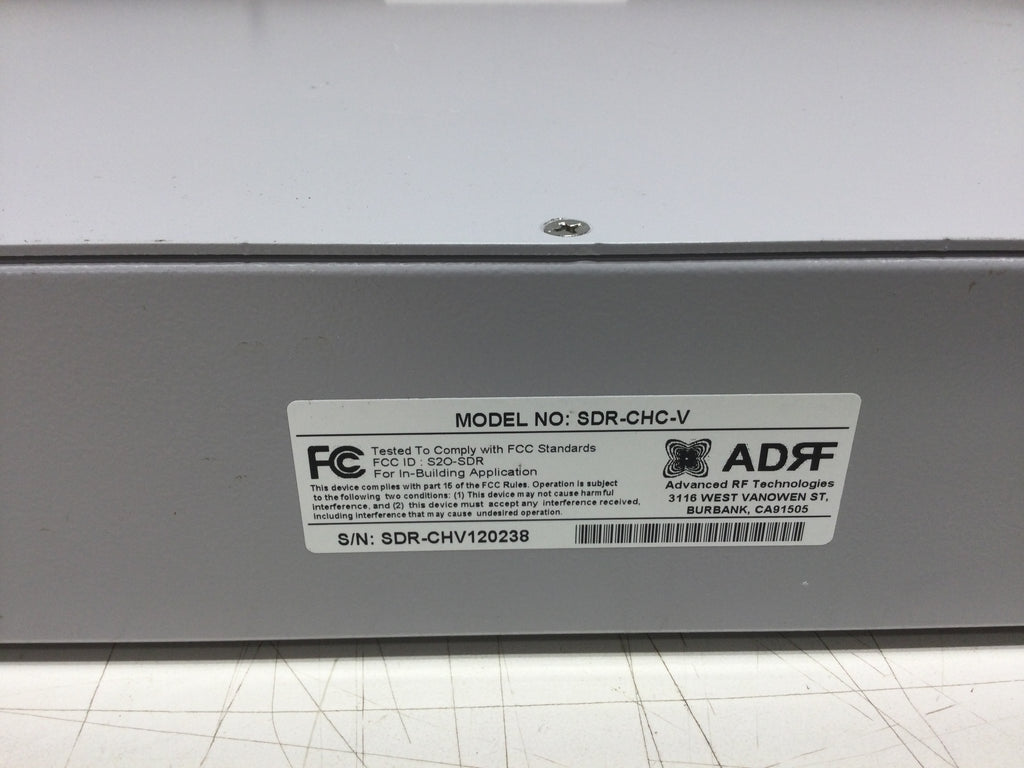 MODEL NO: SDR-CHC-V
FC Tested To Comply with FCC Standards
FCC ID : S2O-SDR
For In-Building Application
This device complies with part 15 of the FCC Rules. Operation is subject
to the following two conditions: (1) This device may not cause harmful
interference, and (2) this device must accept any interference received,
including interference that may cause undesired operation.
ADRF
Advanced RF Technologies
3116 WEST VANOWEN ST,
BURBANK, CA91505
S/N: SDR-CHV120238